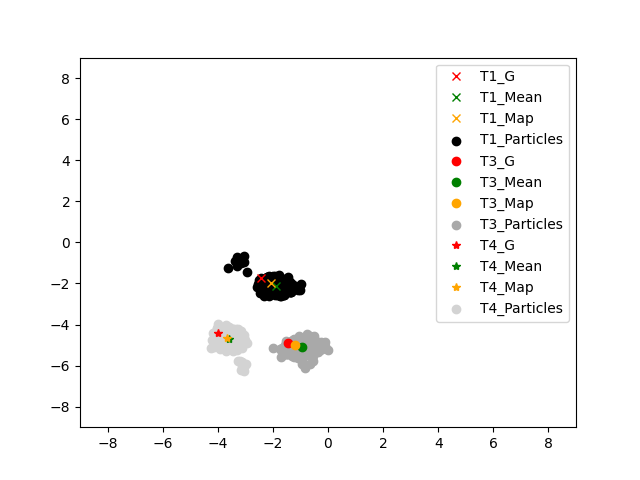 8
6
4
2
0
−2
−4
−6
−8
−8 −6 −4 −2 0 2 4 6 8
T1_G
T1_Mean
T1_Map
T1_Particles
T3_G
T3_Mean
T3_Map
T3_Particles
T4_G
T4_Mean
T4_Map
T4_Particles